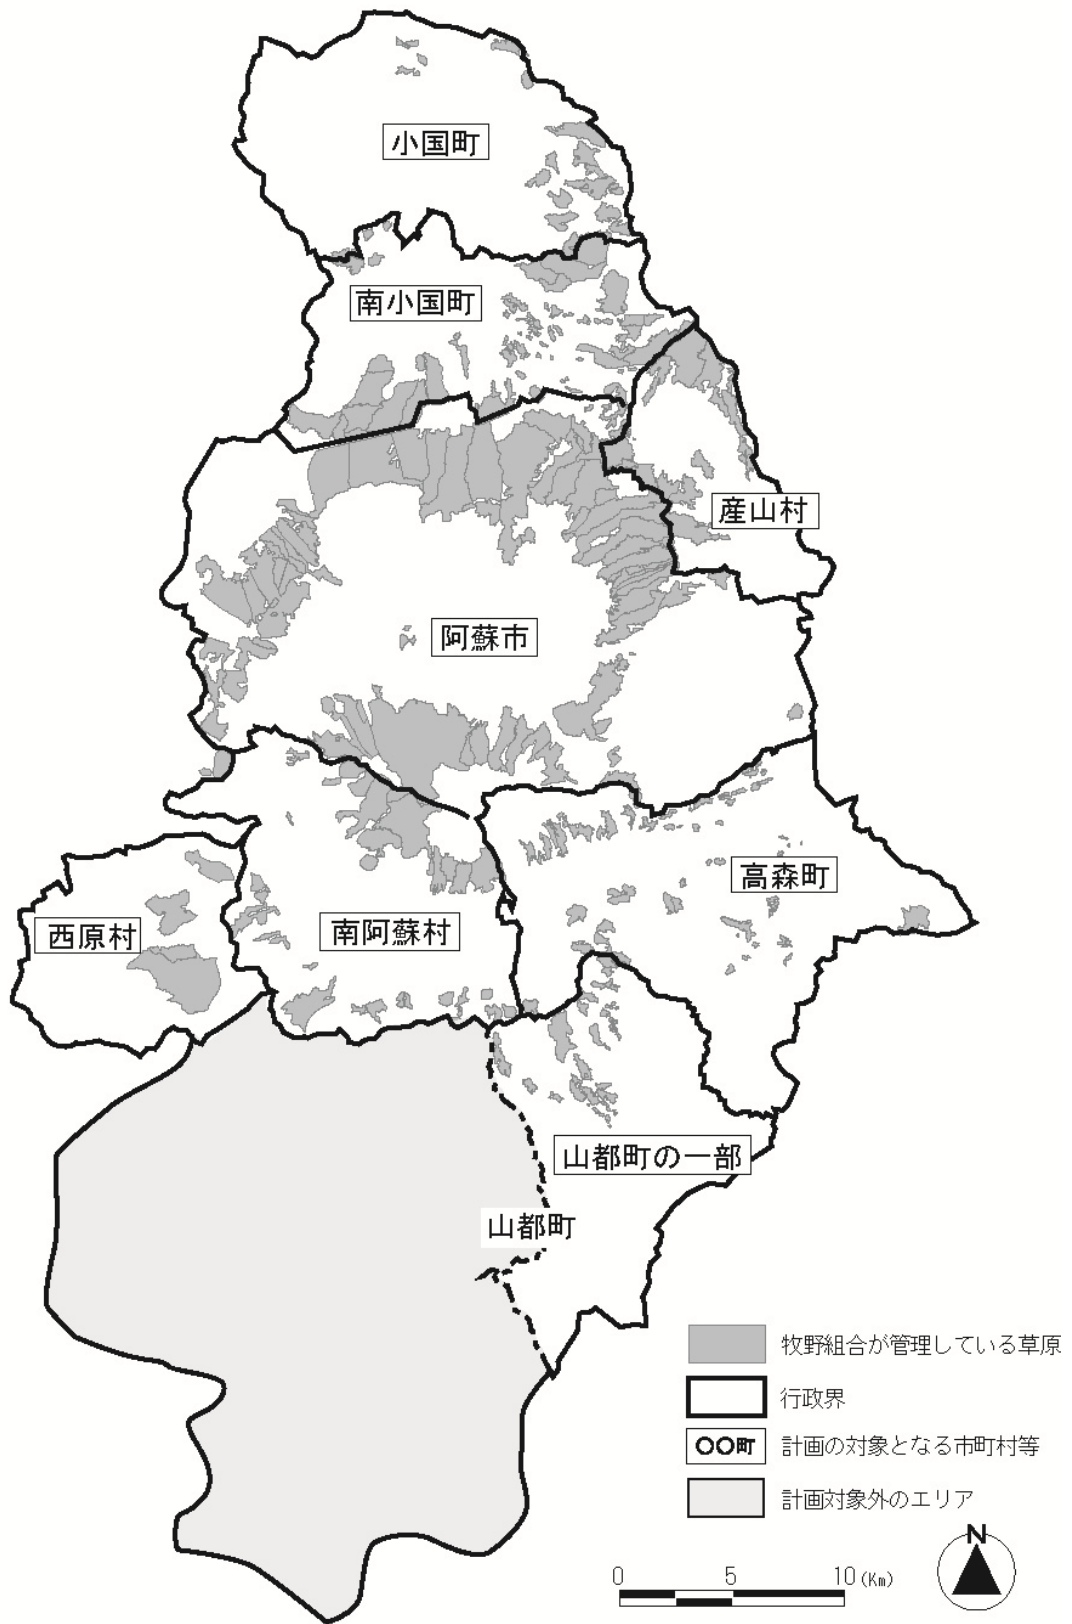 小国町
南小国町
産山村
阿蘇市
高森町
西原村
南阿蘇村
山都町の一部
山都町
牧野組合が管理している草原
行政界
〇〇町 計画の対象となる市町村等
計画対象外のエリア
N
0 5 10(Km)